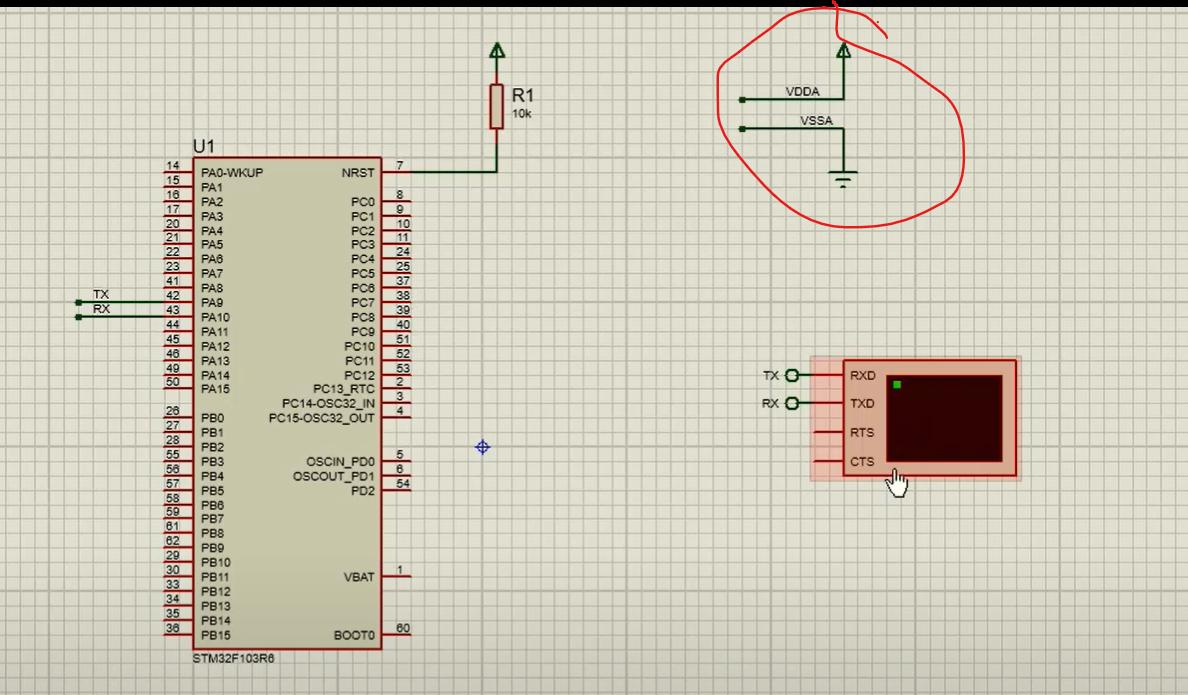 R1
10k
VDDA
VSSA
U1
14 PA0-WKUP NRST 7
15 PA1
16 PA2 PC0 8
17 PA3 PC1 9
20 PA4 PC2 10
21 PA5 PC3 11
22 PA6 PC4 24
23 PA7 PC5 25
41 PA8 PC6 37
TX 42 PA9 PC7 38
RX 43 PA10 PC8 39
44 PA11 PC9 40
45 PA12 PC10 51
46 PA13 PC11 52
49 PA14 PC12 53
50 PA15 PC13_RTC 2
PC14-OSC32_IN 3
26 PB0 PC15-OSC32_OUT 4
27 PB1
28 PB2
55 PB3 OSCIN_PD0 5
56 PB4 OSCOUT_PD1 6
57 PB5 PD2 54
58 PB6
59 PB7
61 PB8
62 PB9
29 PB10
30 PB11 VBAT 1
33 PB12
34 PB13
35 PB14
36 PB15 BOOT0 60
STM32F103R6
TX RXD
RX TXD
RTS
CTS